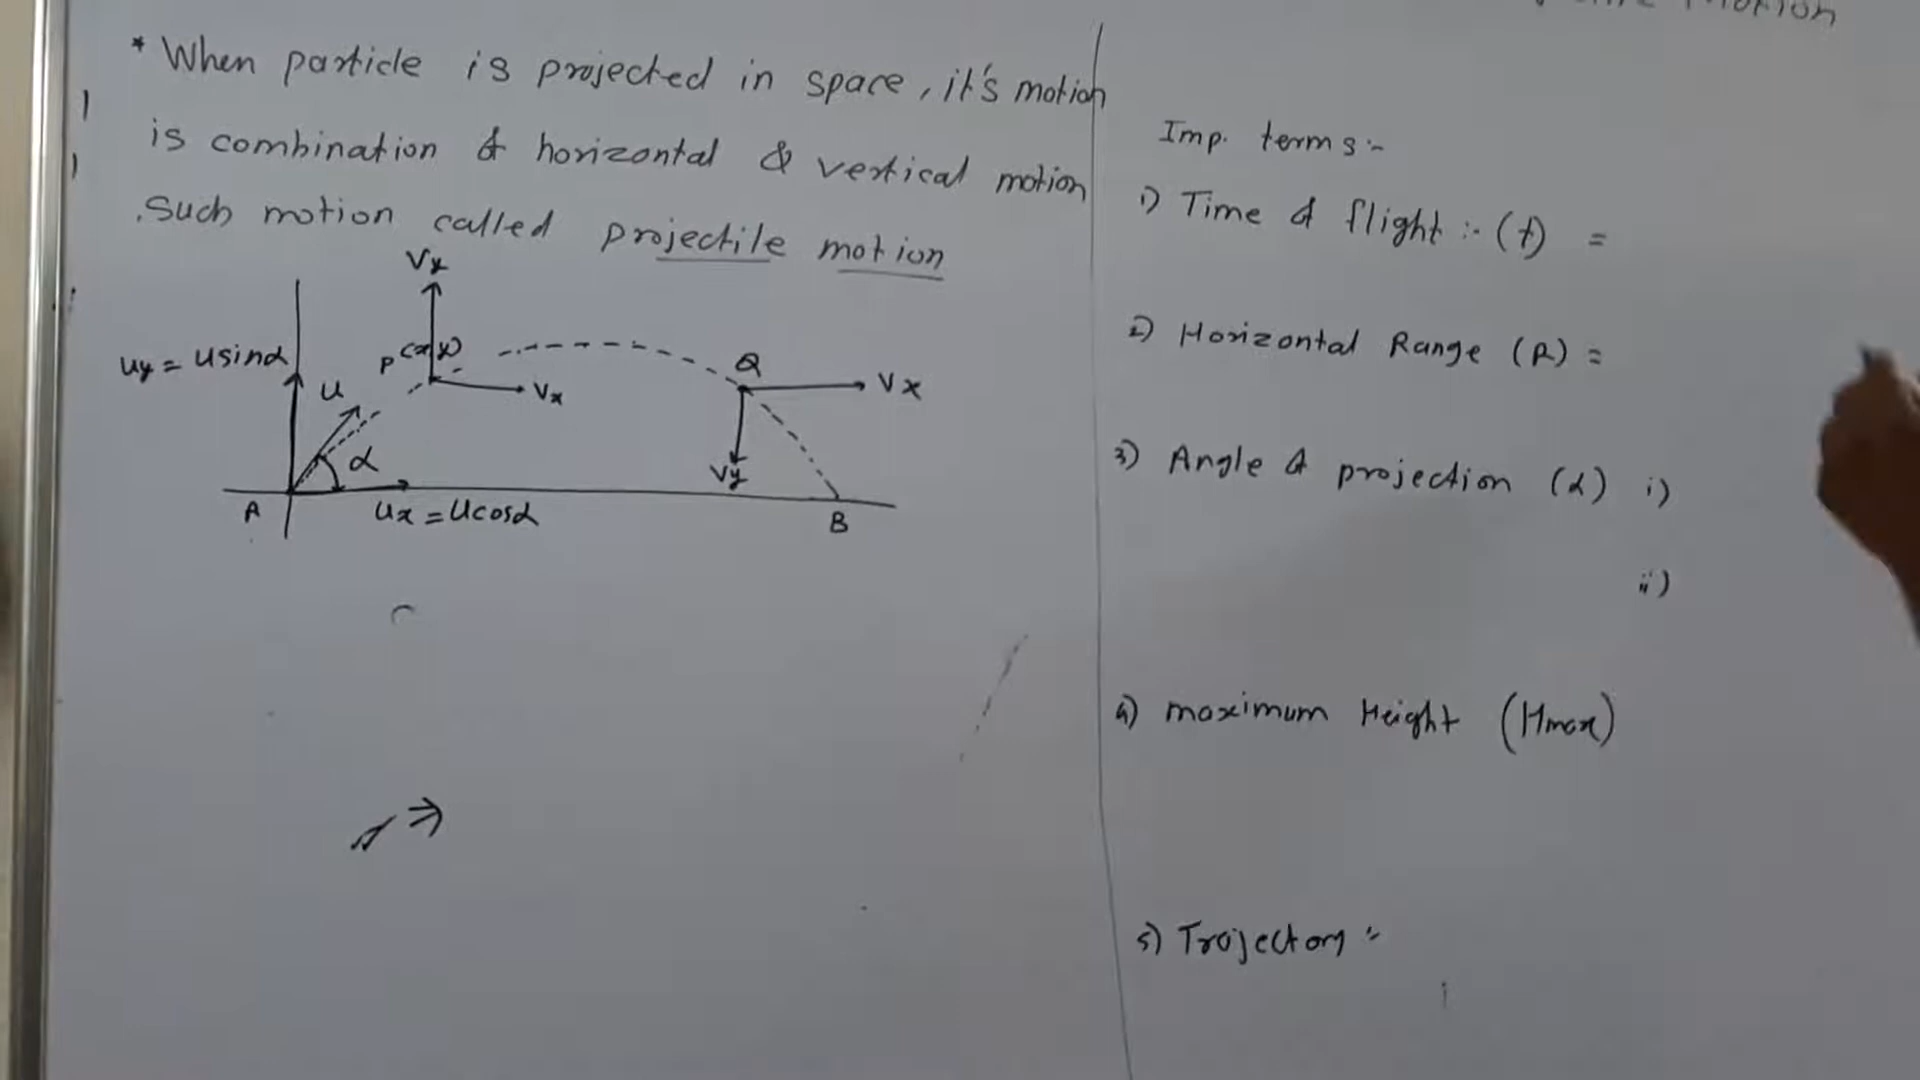 Motion
* When particle is projected in space, it's motion
is combination of horizontal & vertical motion
.Such motion called projectile motion
Vy
uy = usinα
P(x,y)
Q
u
Vx
Vx
α
Vy
A
ux = ucosα
B
Imp. terms :-
1) Time of flight :- (t) =
2) Horizontal Range (R) =
3) Angle of projection (α) i)
ii)
4) maximum Height (Hmax)
5) Trajectory :-